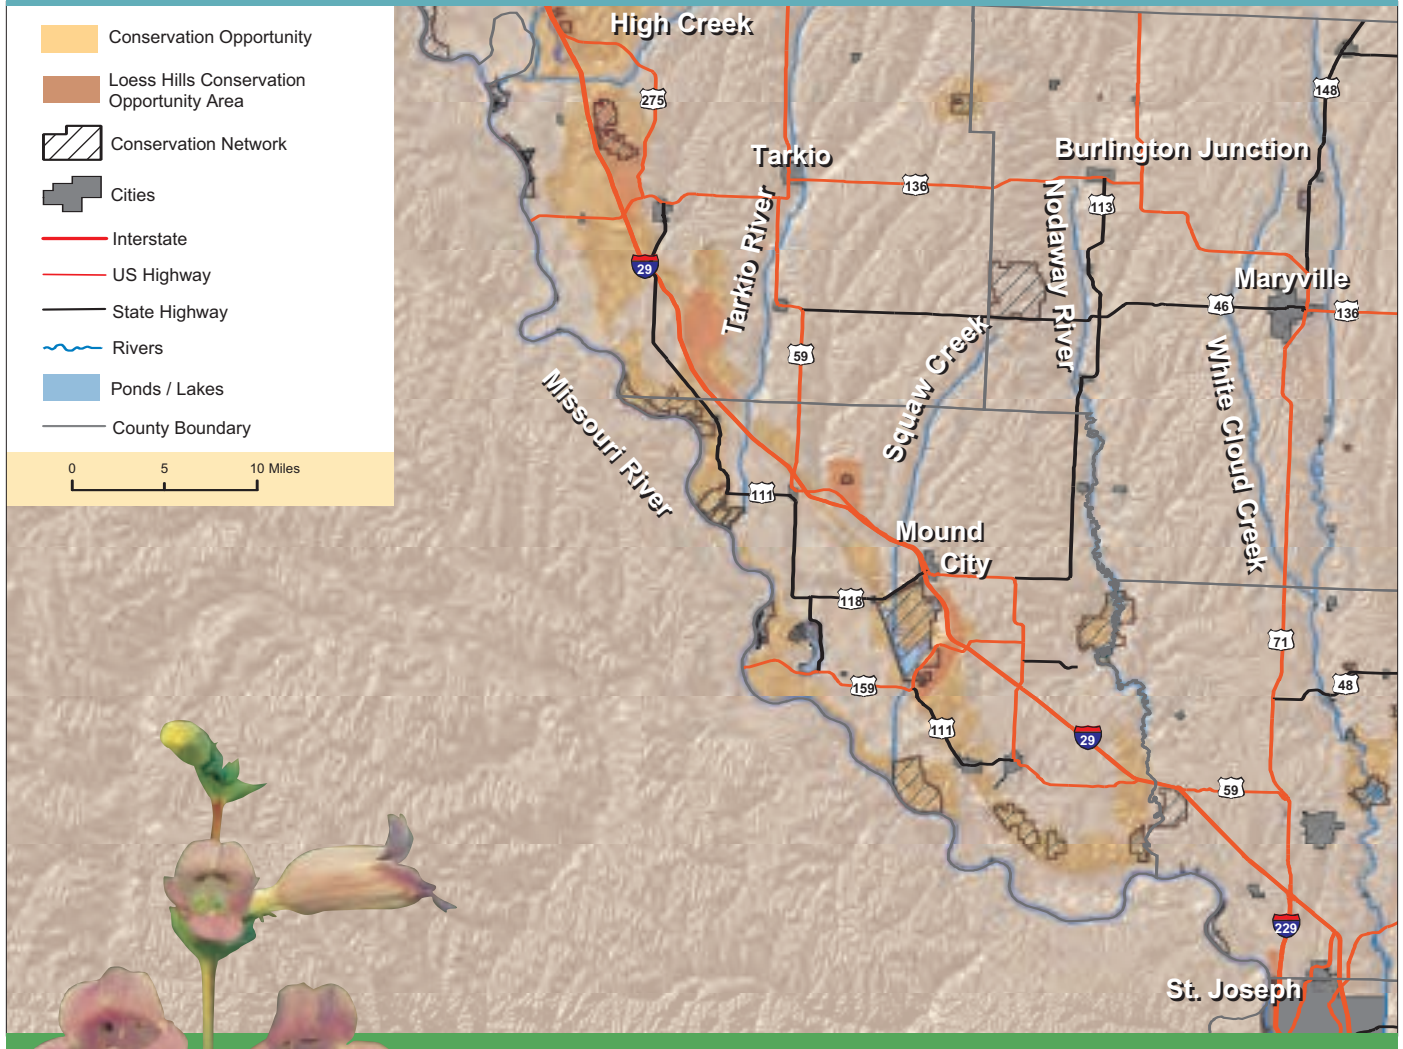 Conservation Opportunity
Loess Hills Conservation
Opportunity Area
Conservation Network
Cities
Interstate
US Highway
State Highway
Rivers
Ponds / Lakes
County Boundary
0 5 10 Miles
High Creek
275
148
Tarkio
Burlington Junction
136
113
Tarkio River
Nodaway River
29
Maryville
46
136
59
Squaw Creek
White Cloud Creek
Missouri River
111
Mound
City
118
71
159
48
111
29
59
229
St. Joseph